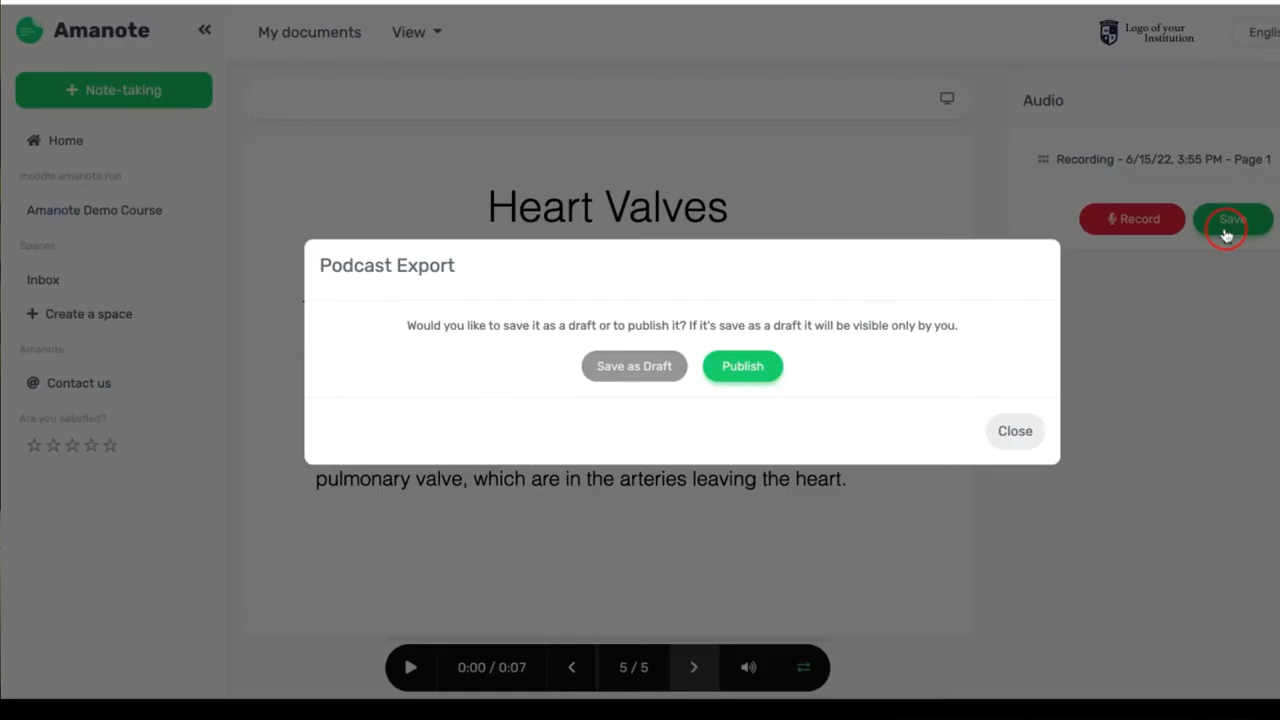 Amanote
My documents
View
Logo of your
Institution
Englis
Note-taking
Home
moodle.amanote.run
Amanote Demo Course
Spaces
Inbox
Create a space
Amanote
@ Contact us
Are you satisfied?
Audio
Recording - 6/15/22, 3:55 PM - Page 1
Record
Save
Heart Valves
Podcast Export
Would you like to save it as a draft or to publish it? If it's save as a draft it will be visible only by you.
Save as Draft
Publish
Close
pulmonary valve, which are in the arteries leaving the heart.
0:00 / 0:07
5 / 5